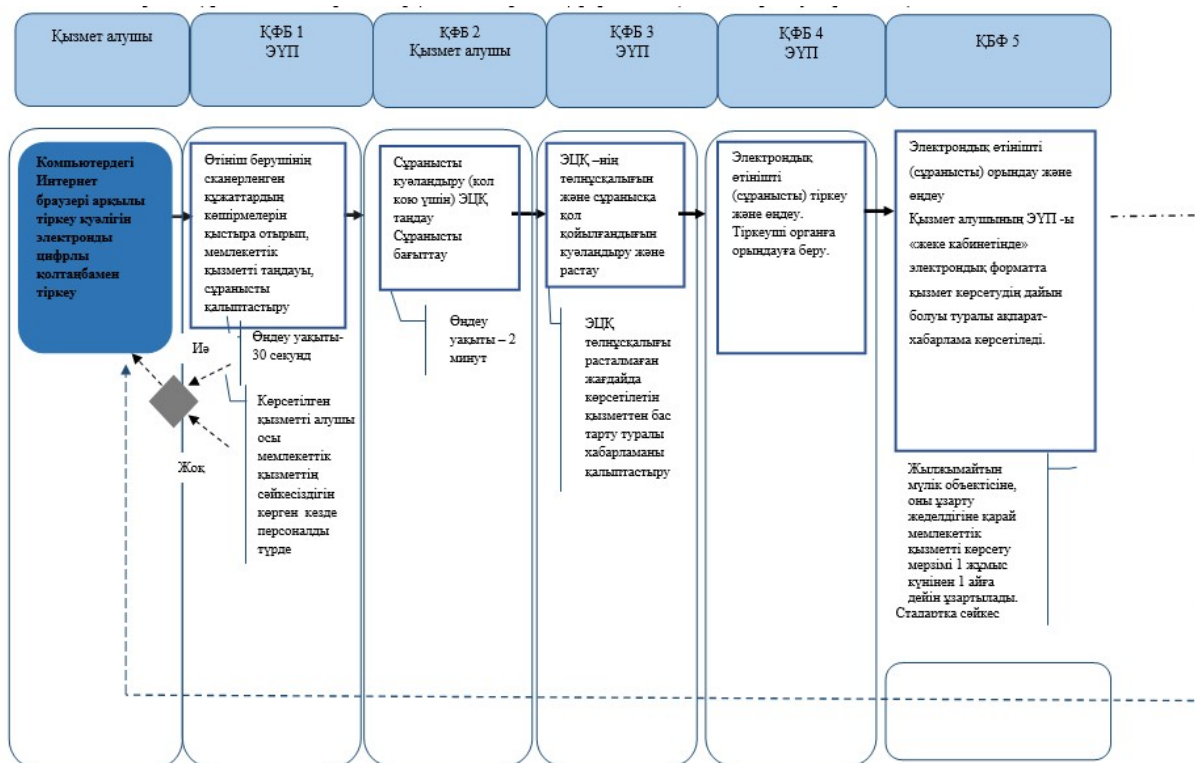 Қызмет алушы
ҚФБ 1
ЭҮП
ҚФБ 2
Қызмет алушы
ҚФБ 3
ЭҮП
ҚФБ 4
ЭҮП
ҚБФ 5
Компьютердегі
Интернет
браузері арқылы
тіркеу куәлігін
электронды
цифрлы
қолтаңбамен
тіркеу
Өтініш берушінің
сканерленген
құжаттардың
көшірмелерін
қыстыра отырып,
мемлекеттік
қызметті таңдауы,
сұранысты
қалыптастыру
Өңдеу уақыты-
30 секунд
Иә
Жоқ
Көрсетілген
қызметті алушы
осы
мемлекеттік
қызметтің
сәйкесіздігін
көрген кезде
персоналды
түрде
Сұранысты
куәландыру (қол
қою үшін) ЭЦҚ
таңдау
Сұранысты
бағыттау
Өңдеу
уақыты – 2
минут
ЭЦҚ –нің
төлнұсқалығын
және сұранысқа
қол
қойылғандығын
куәландыру және
растау
ЭЦҚ
төлнұсқалығы
расталмаған
жағдайда
көрсетілетін
қызметтен бас
тарту туралы
хабарламаны
қалыптастыру
Электрондық
өтінішті
(сұранысты) тіркеу
және өңдеу.
Тіркеуші органға
орындауға беру.
Электрондық өтінішті
(сұранысты) орындау және
өңдеу
Қызмет алушының ЭҮП -ы
«жеке кабинетінде»
электрондық форматта
қызмет көрсетудің дайын
болуы туралы ақпарат-
хабарлама көрсетіледі.
Жылжымайтын
мүлік объектісіне,
оны ұзарту
жеделдігіне қарай
мемлекеттік
қызметті көрсету
мерзімі 1 жұмыс
күнінен 1 айға
дейін ұзартылады.
Стадартқа сәйкес